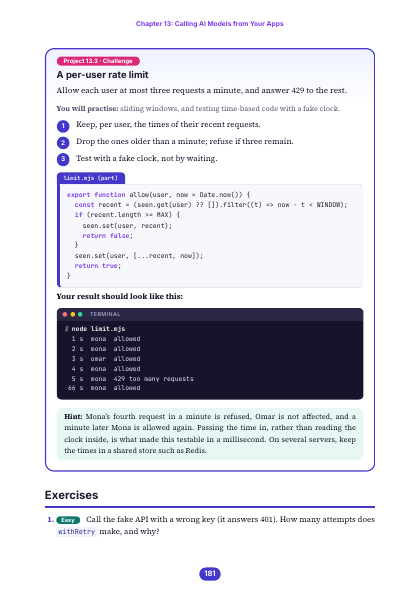 Chapter 13: Calling AI Models from Your Apps
Project 13.3 · Challenge
A per-user rate limit
Allow each user at most three requests a minute, and answer 429 to the rest.
You will practise: sliding windows, and testing time-based code with a fake clock.
1 Keep, per user, the times of their recent requests.
2 Drop the ones older than a minute; refuse if three remain.
3 Test with a fake clock, not by waiting.
limit.mjs (part)
export function allow(user, now = Date.now()) {
  const recent = (seen.get(user) ?? []).filter((t) => now - t < WINDOW);
  if (recent.length >= MAX) {
    seen.set(user, recent);
    return false;
  }
  seen.set(user, [...recent, now]);
  return true;
}
Your result should look like this:
TERMINAL
$ node limit.mjs
  1 s  mona  allowed
  2 s  mona  allowed
  3 s  omar  allowed
  4 s  mona  allowed
  5 s  mona  429 too many requests
 66 s  mona  allowed
Hint: Mona's fourth request in a minute is refused, Omar is not affected, and a
minute later Mona is allowed again. Passing the time in, rather than reading the
clock inside, is what made this testable in a millisecond. On several servers, keep
the times in a shared store such as Redis.
Exercises
1. Easy Call the fake API with a wrong key (it answers 401). How many attempts does
withRetry make, and why?
181